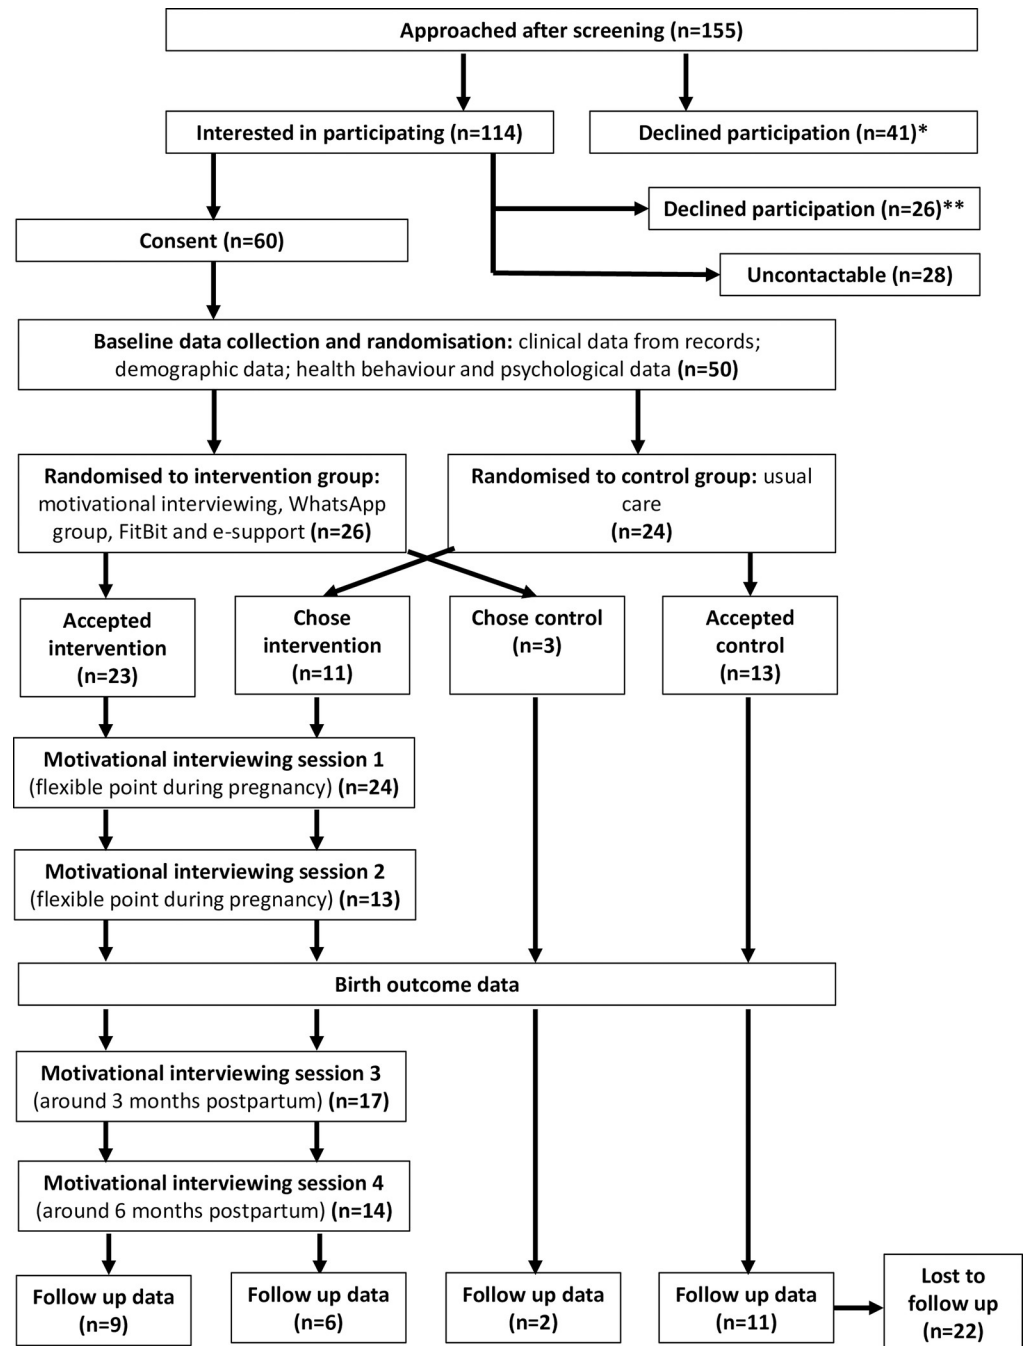 Approached after screening (n=155)
Interested in participating (n=114)
Declined participation (n=41)*
Declined participation (n=26)**
Consent (n=60)
Uncontactable (n=28)
Baseline data collection and randomisation: clinical data from records;
demographic data; health behaviour and psychological data (n=50)
Randomised to intervention group:
motivational interviewing, WhatsApp
group, FitBit and e-support (n=26)
Randomised to control group: usual
care
(n=24)
Accepted
intervention
(n=23)
Chose
intervention
(n=11)
Chose control
(n=3)
Accepted
control
(n=13)
Motivational interviewing session 1
(flexible point during pregnancy) (n=24)
Motivational interviewing session 2
(flexible point during pregnancy) (n=13)
Birth outcome data
Motivational interviewing session 3
(around 3 months postpartum) (n=17)
Motivational interviewing session 4
(around 6 months postpartum) (n=14)
Follow up data
(n=9)
Follow up data
(n=6)
Follow up data
(n=2)
Follow up data
(n=11)
Lost to
follow up
(n=22)